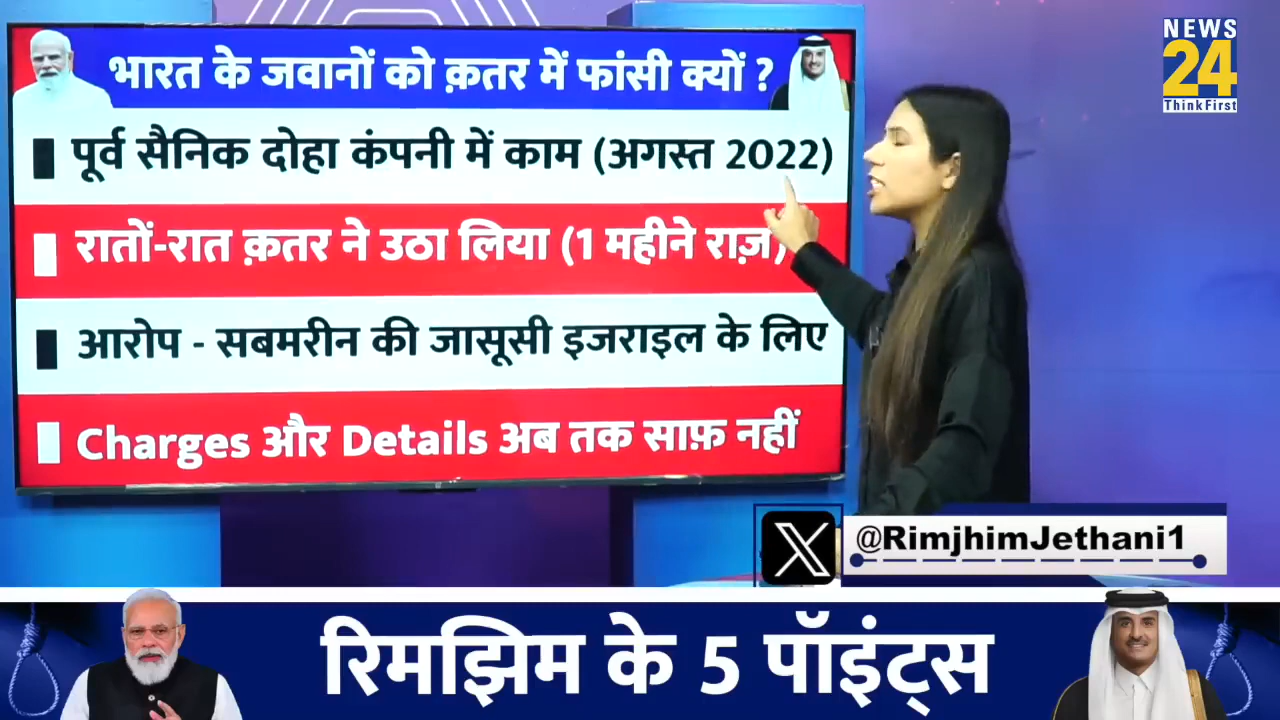 भारत के जवानों को क़तर में फांसी क्यों ?
पूर्व सैनिक दोहा कंपनी में काम (अगस्त 2022)
रातों-रात क़तर ने उठा लिया (1 महीने राज़)
आरोप - सबमरीन की जासूसी इजराइल के लिए
Charges और Details अब तक साफ़ नहीं
NEWS
24
ThinkFirst
@RimjhimJethani1
रिमझिम के 5 पॉइंट्स